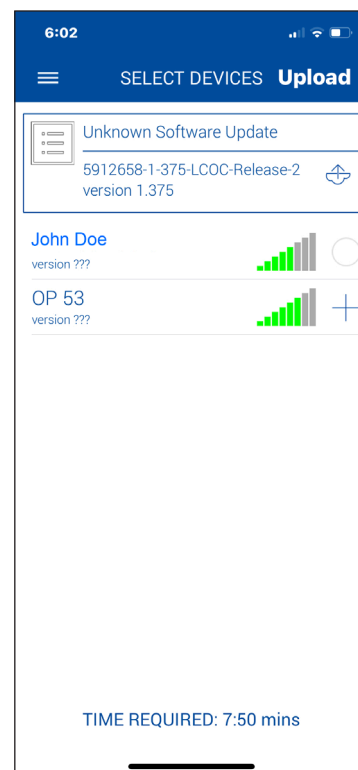 6:02
SELECT DEVICES Upload
Unknown Software Update
5912658-1-375-LCOC-Release-2
version 1.375
John Doe
version ???
OP 53
version ???
TIME REQUIRED: 7:50 mins